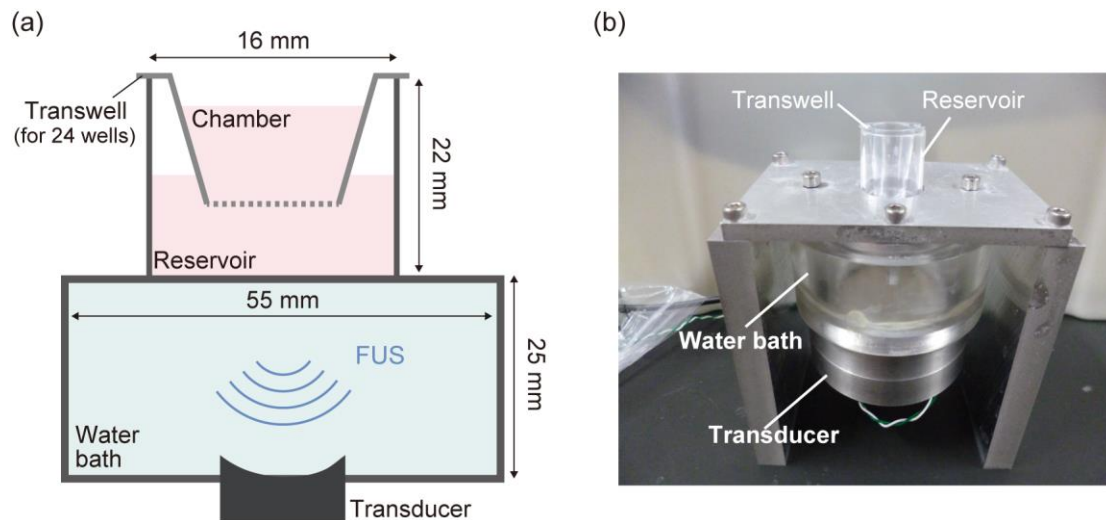 (a)
16 mm
Transwell
(for 24 wells)
Chamber
22 mm
Reservoir
55 mm
FUS
25 mm
Water
bath
Transducer
(b)
Transwell
Reservoir
Water bath
Transducer